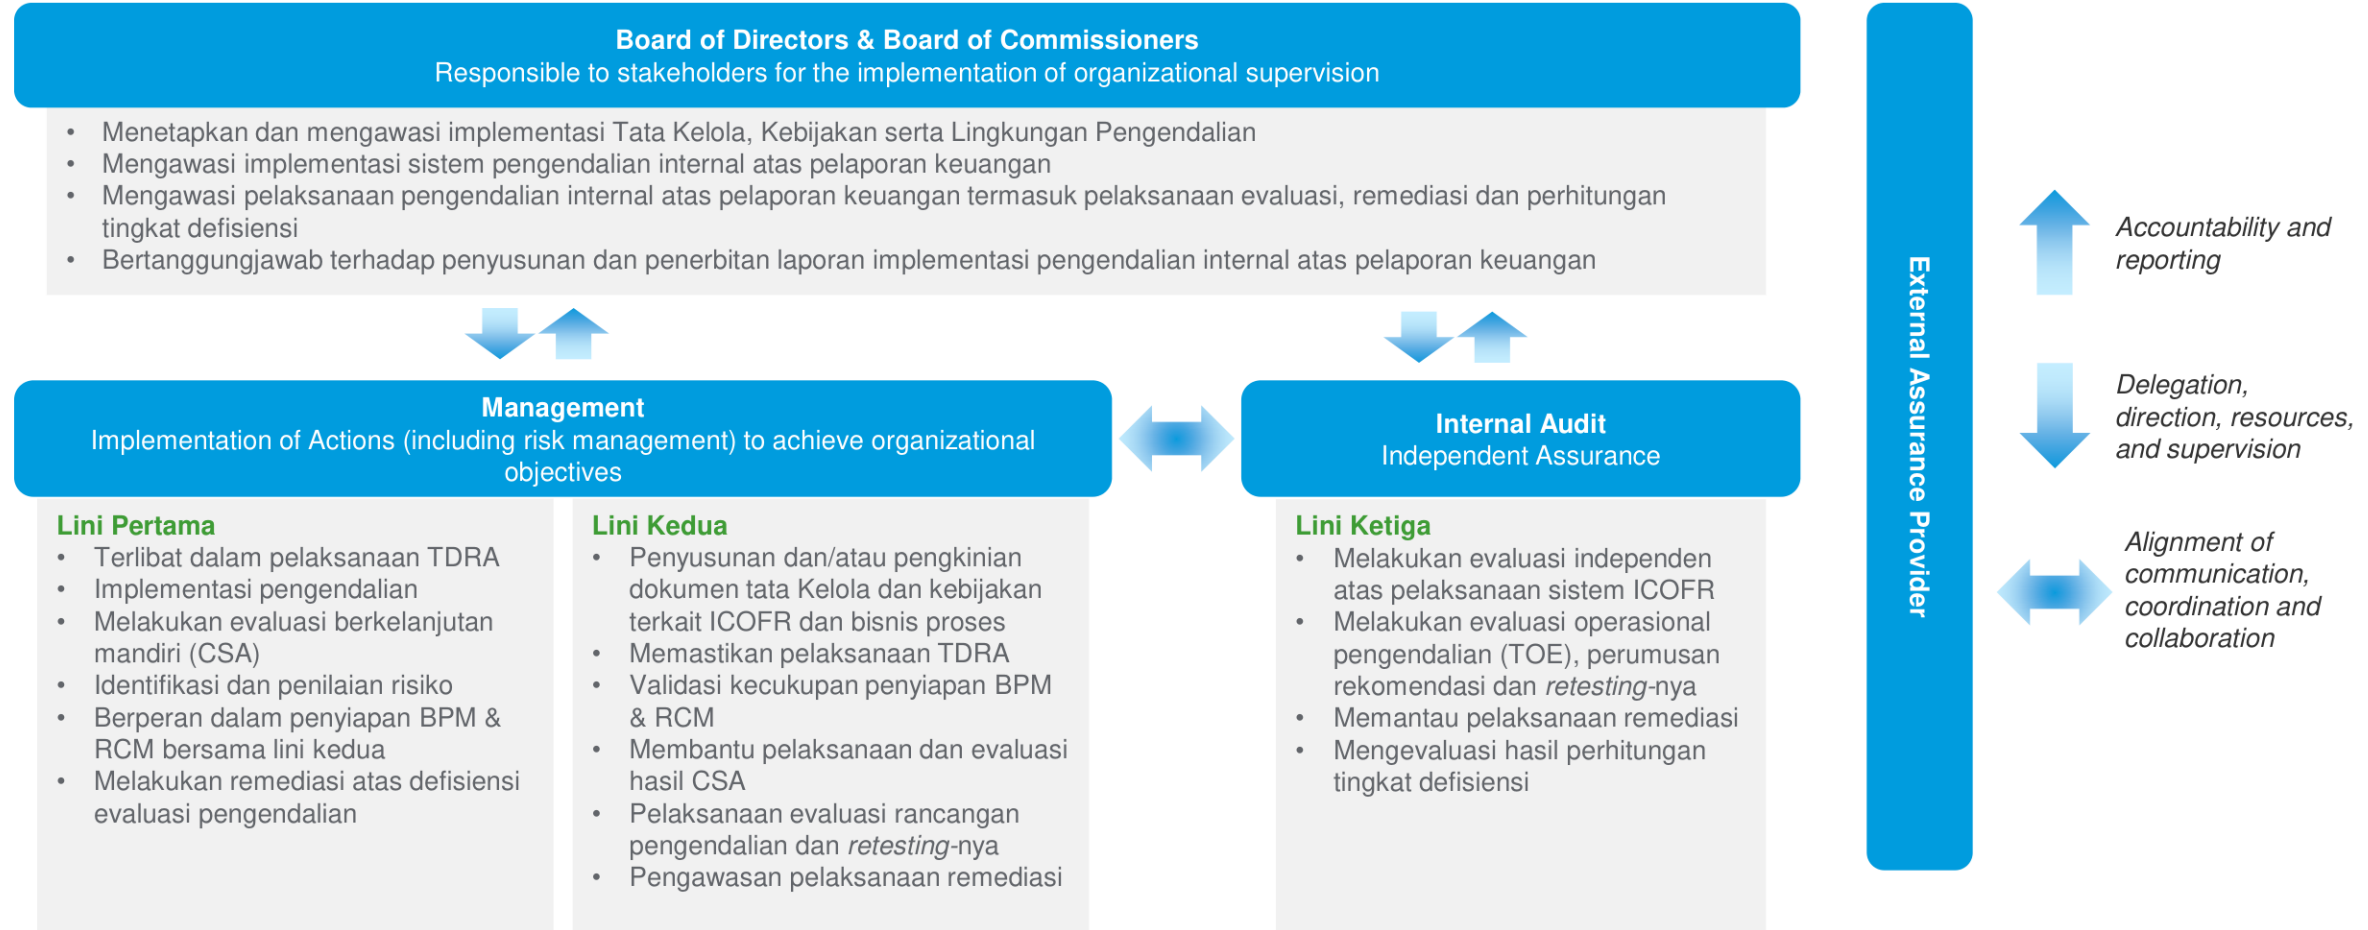 Board of Directors & Board of Commissioners
Responsible to stakeholders for the implementation of organizational supervision
• Menetapkan dan mengawasi implementasi Tata Kelola, Kebijakan serta Lingkungan Pengendalian
• Mengawasi implementasi sistem pengendalian internal atas pelaporan keuangan
• Mengawasi pelaksanaan pengendalian internal atas pelaporan keuangan termasuk pelaksanaan evaluasi, remediasi dan perhitungan
tingkat defisiensi
• Bertanggungjawab terhadap penyusunan dan penerbitan laporan implementasi pengendalian internal atas pelaporan keuangan
Management
Implementation of Actions (including risk management) to achieve organizational
objectives
Lini Pertama
• Terlibat dalam pelaksanaan TDRA
• Implementasi pengendalian
• Melakukan evaluasi berkelanjutan
mandiri (CSA)
• Identifikasi dan penilaian risiko
• Berperan dalam penyiapan BPM &
RCM bersama lini kedua
• Melakukan remediasi atas defisiensi
evaluasi pengendalian
Lini Kedua
• Penyusunan dan/atau pengkinian
dokumen tata Kelola dan kebijakan
terkait ICOFR dan bisnis proses
• Memastikan pelaksanaan TDRA
• Validasi kecukupan penyiapan BPM
& RCM
• Membantu pelaksanaan dan evaluasi
hasil CSA
• Pelaksanaan evaluasi rancangan
pengendalian dan retesting-nya
• Pengawasan pelaksanaan remediasi
Internal Audit
Independent Assurance
Lini Ketiga
• Melakukan evaluasi independen
atas pelaksanaan sistem ICOFR
• Melakukan evaluasi operasional
pengendalian (TOE), perumusan
rekomendasi dan retesting-nya
• Memantau pelaksanaan remediasi
• Mengevaluasi hasil perhitungan
tingkat defisiensi
External Assurance Provider
Accountability and
reporting
Delegation,
direction, resources,
and supervision
Alignment of
communication,
coordination and
collaboration